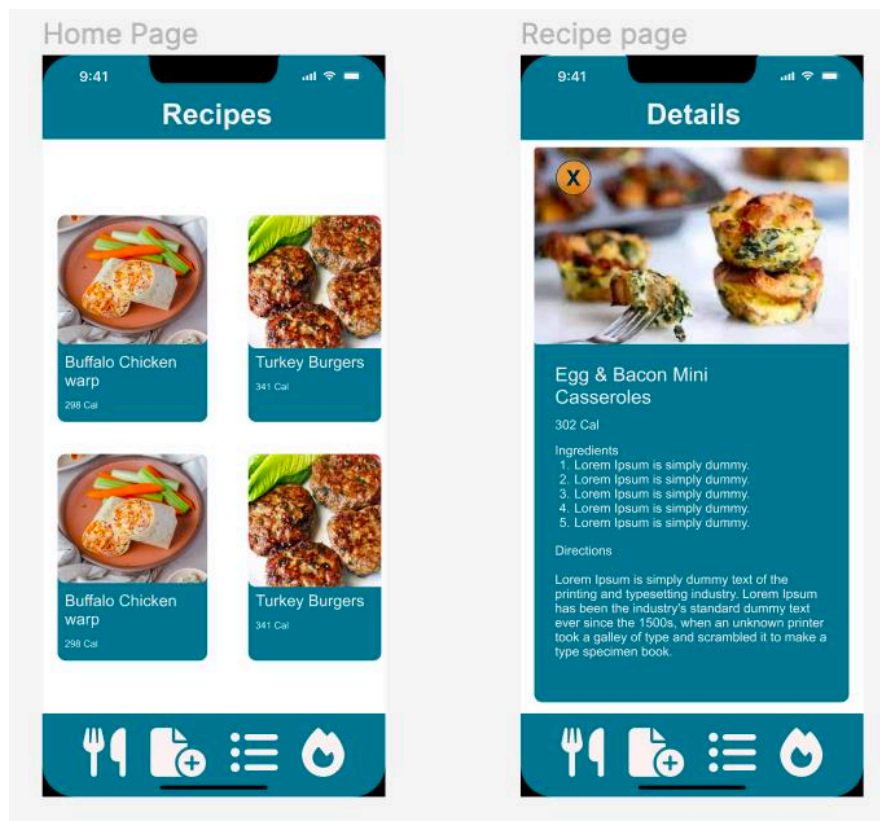 Home Page
9:41
Recipes
Buffalo Chicken
warp
298 Cal
Turkey Burgers
341 Cal
Buffalo Chicken
warp
298 Cal
Turkey Burgers
341 Cal
Recipe page
9:41
Details
X
Egg & Bacon Mini
Casseroles
302 Cal
Ingredients
1. Lorem Ipsum is simply dummy.
2. Lorem Ipsum is simply dummy.
3. Lorem Ipsum is simply dummy.
4. Lorem Ipsum is simply dummy.
5. Lorem Ipsum is simply dummy.
Directions
Lorem Ipsum is simply dummy text of the
printing and typesetting industry. Lorem Ipsum
has been the industry's standard dummy text
ever since the 1500s, when an unknown printer
took a galley of type and scrambled it to make a
type specimen book.